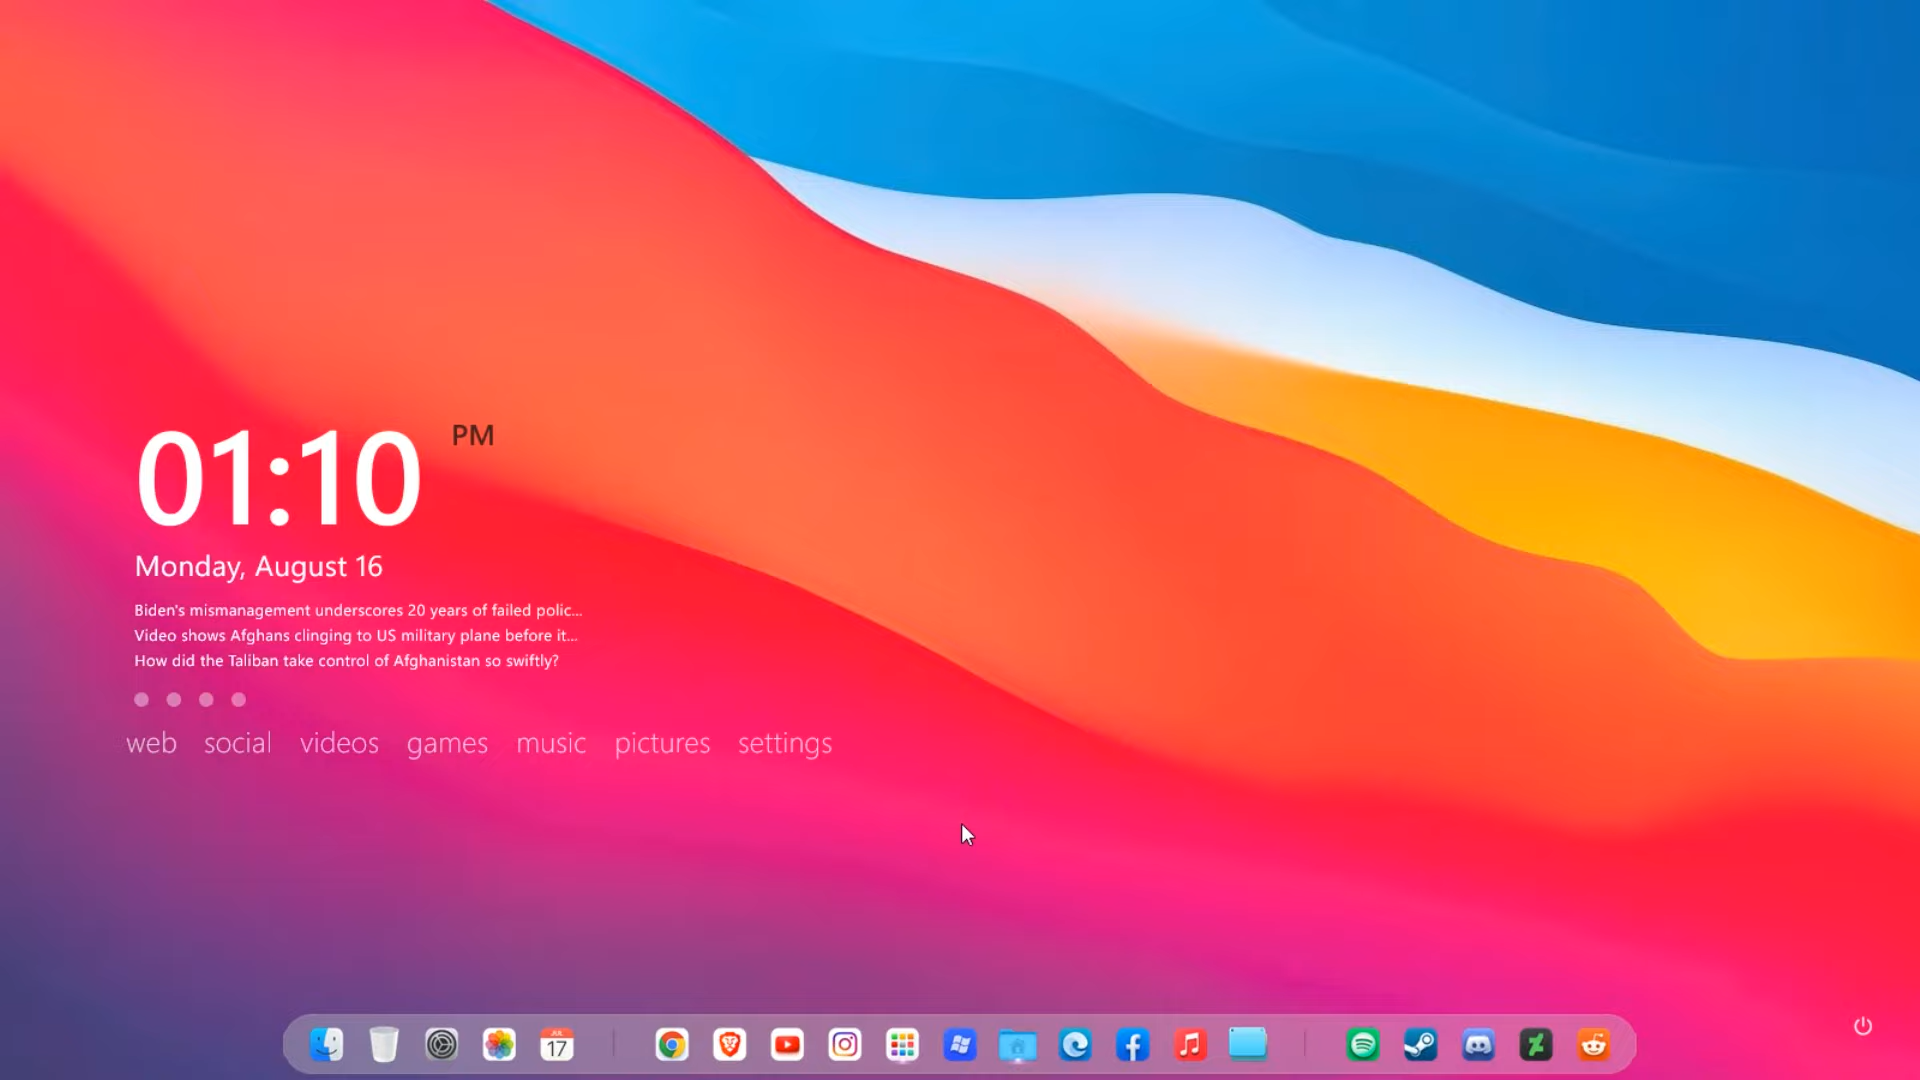 01:10 PM
Monday, August 16
Biden's mismanagement underscores 20 years of failed polic...
Video shows Afghans clinging to US military plane before it...
How did the Taliban take control of Afghanistan so swiftly?
web social videos games music pictures settings
JUL
17